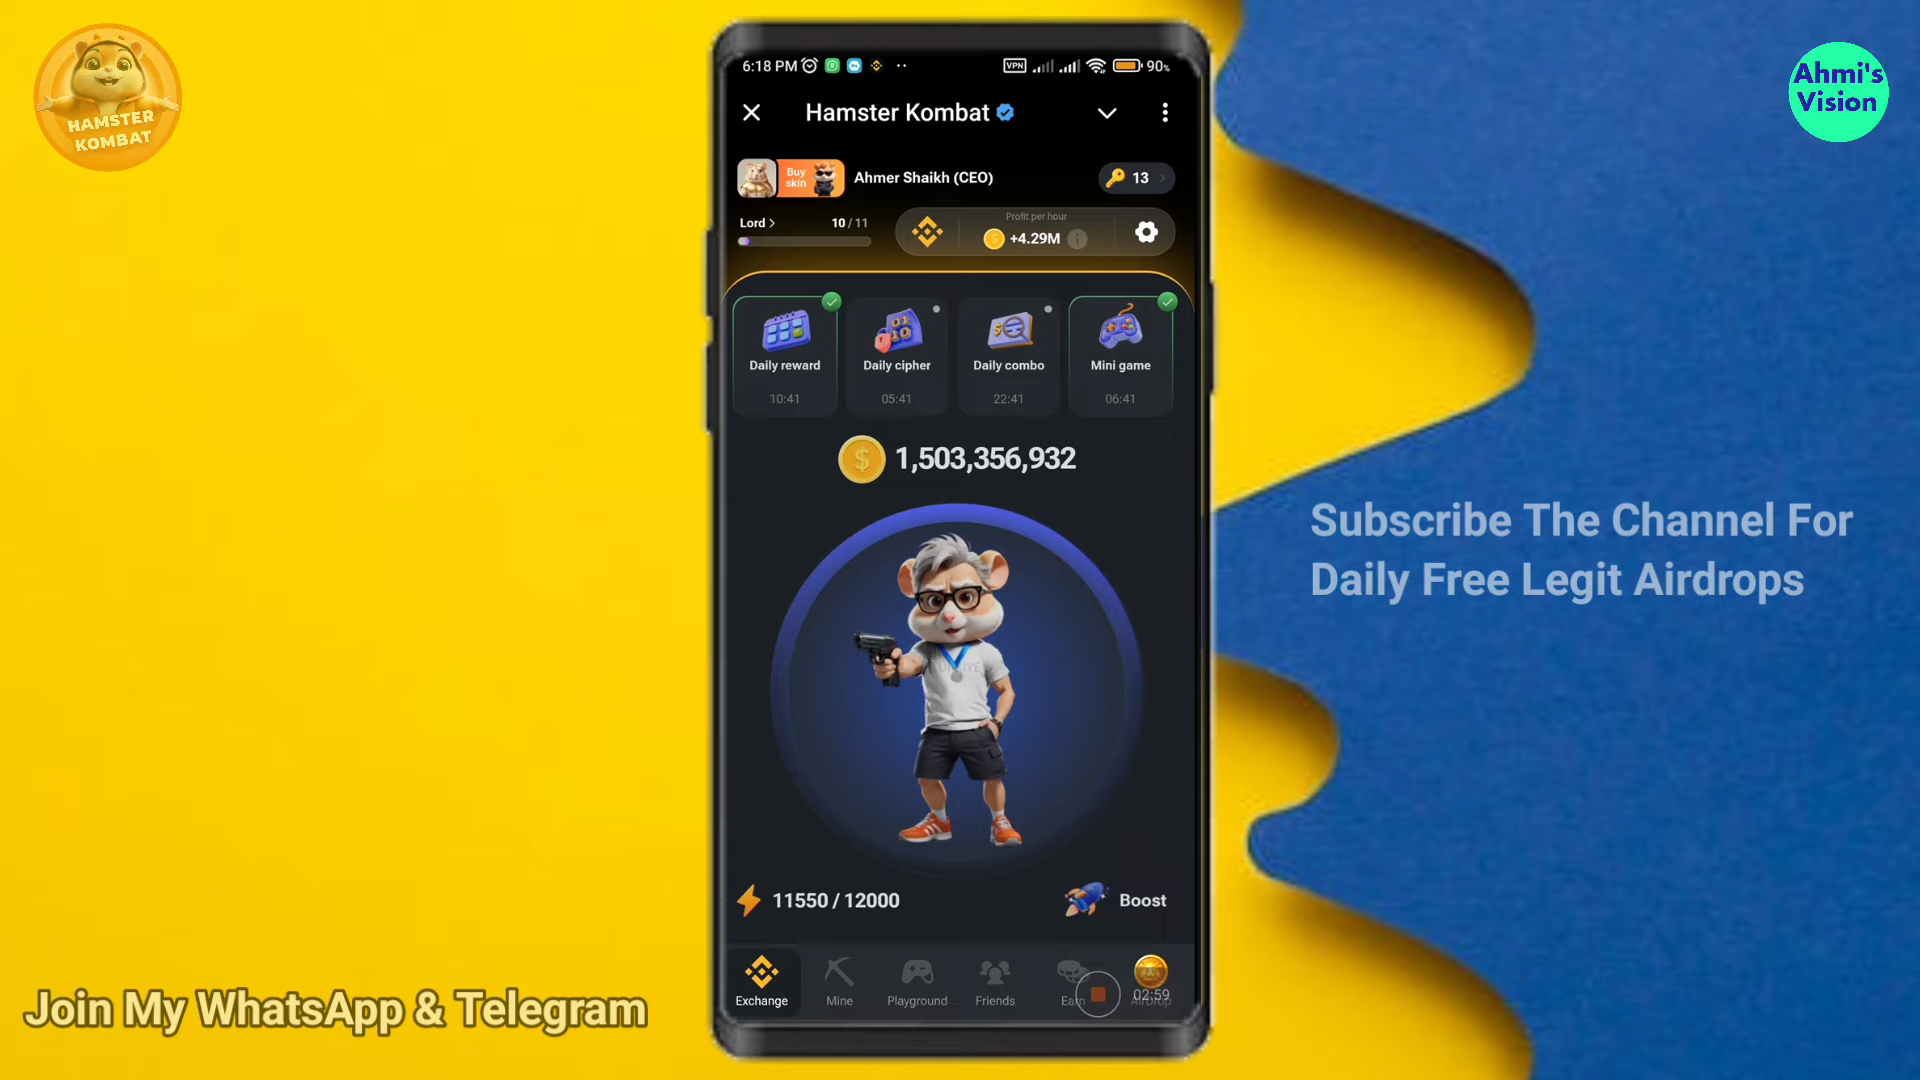 HAMSTER
KOMBAT
Ahmi's
Vision
6:18 PM
VPN
90%
Hamster Kombat
Buy
skin
Ahmer Shaikh (CEO)
13
Lord >
10 / 11
Profit per hour
+4.29M
Daily reward
10:41
Daily cipher
05:41
Daily combo
22:41
Mini game
06:41
1,503,356,932
Subscribe The Channel For
Daily Free Legit Airdrops
11550 / 12000
Boost
Exchange
Mine
Playground
Friends
Earn
02:59
AirDrop
Join My WhatsApp & Telegram